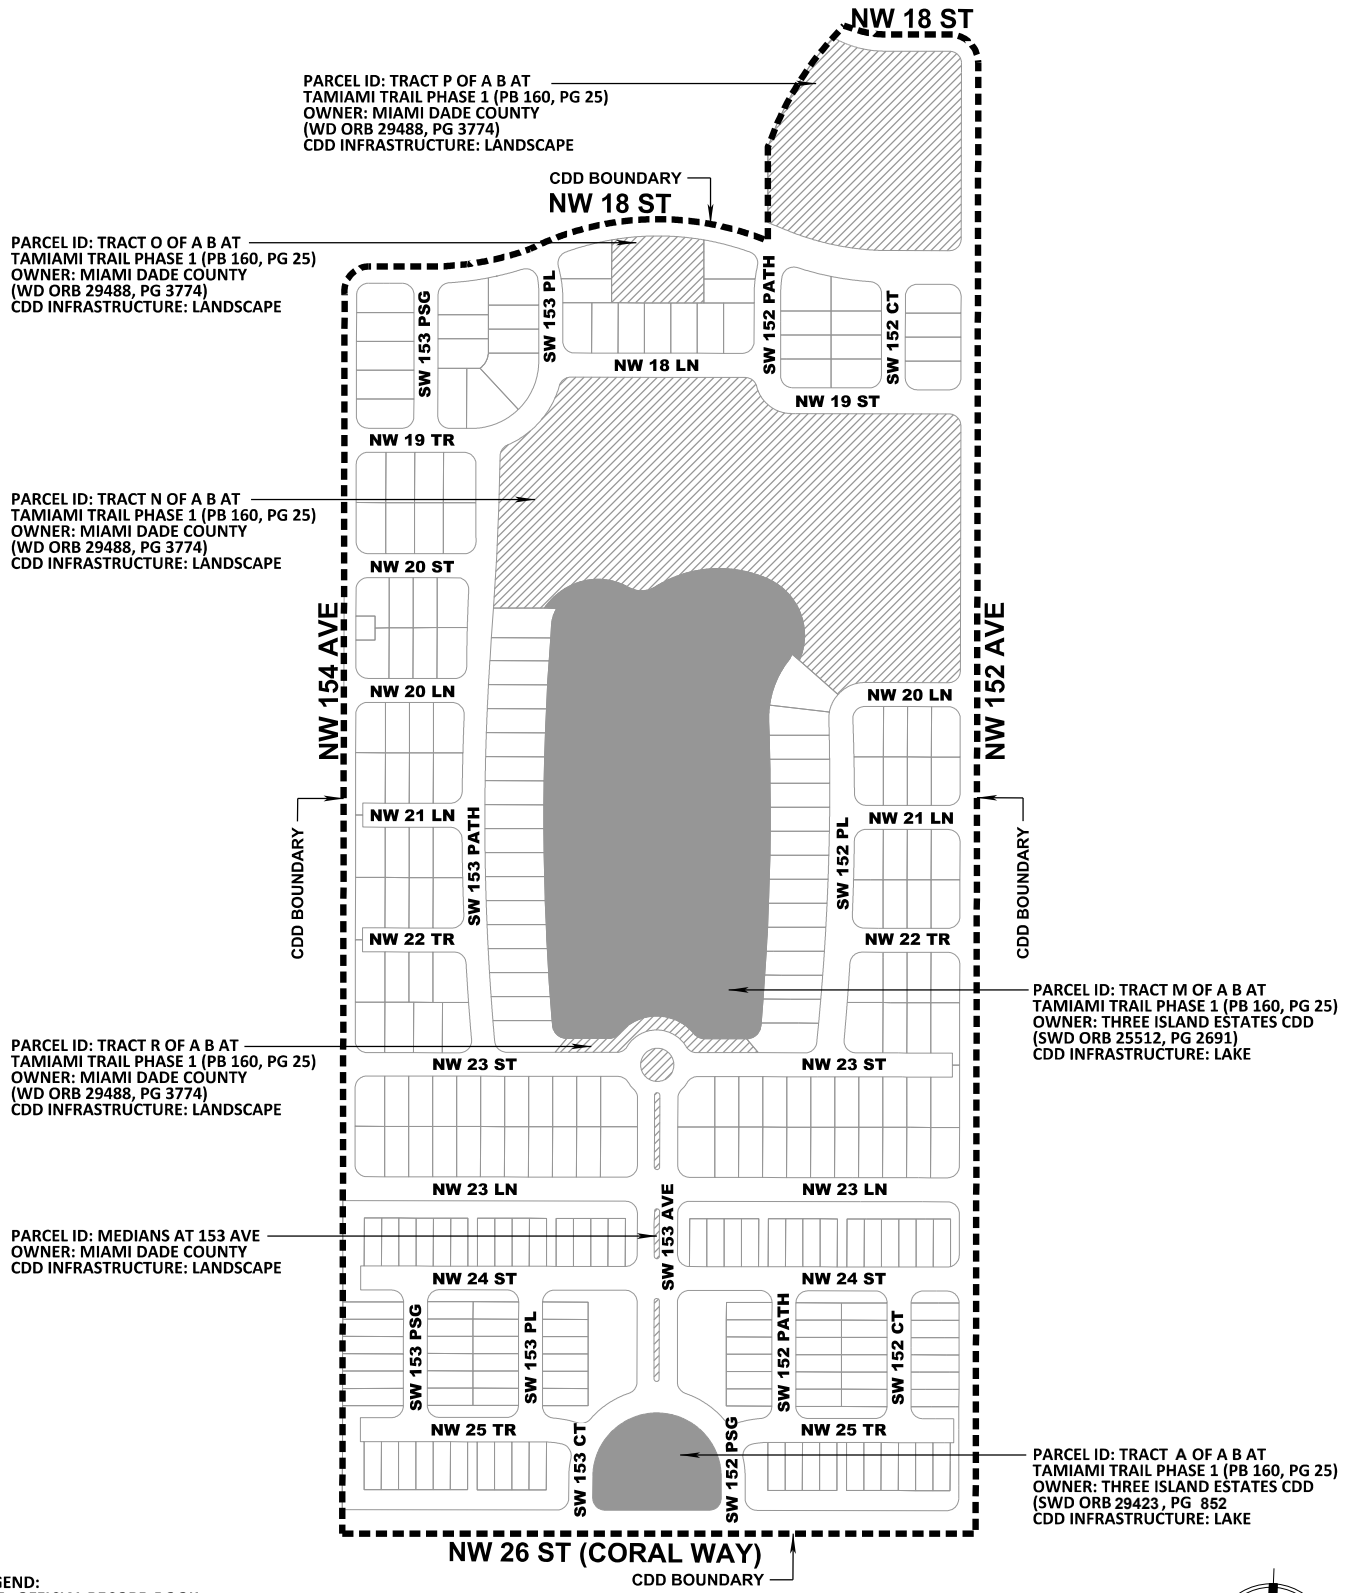 NW 18 ST
PARCEL ID: TRACT P OF A B AT
TAMIAMI TRAIL PHASE 1 (PB 160, PG 25)
OWNER: MIAMI DADE COUNTY
(WD ORB 29488, PG 3774)
CDD INFRASTRUCTURE: LANDSCAPE
CDD BOUNDARY
NW 18 ST
PARCEL ID: TRACT O OF A B AT
TAMIAMI TRAIL PHASE 1 (PB 160, PG 25)
OWNER: MIAMI DADE COUNTY
(WD ORB 29488, PG 3774)
CDD INFRASTRUCTURE: LANDSCAPE
SW 153 PSG
SW 153 PL
SW 152 PATH
SW 152 CT
NW 18 LN
NW 19 ST
NW 19 TR
PARCEL ID: TRACT N OF A B AT
TAMIAMI TRAIL PHASE 1 (PB 160, PG 25)
OWNER: MIAMI DADE COUNTY
(WD ORB 29488, PG 3774)
CDD INFRASTRUCTURE: LANDSCAPE
NW 20 ST
NW 154 AVE
NW 152 AVE
NW 20 LN
NW 20 LN
NW 21 LN
NW 21 LN
SW 153 PATH
SW 152 PL
CDD BOUNDARY
CDD BOUNDARY
NW 22 TR
NW 22 TR
PARCEL ID: TRACT M OF A B AT
TAMIAMI TRAIL PHASE 1 (PB 160, PG 25)
OWNER: THREE ISLAND ESTATES CDD
(SWD ORB 25512, PG 2691)
CDD INFRASTRUCTURE: LAKE
PARCEL ID: TRACT R OF A B AT
TAMIAMI TRAIL PHASE 1 (PB 160, PG 25)
OWNER: MIAMI DADE COUNTY
(WD ORB 29488, PG 3774)
CDD INFRASTRUCTURE: LANDSCAPE
NW 23 ST
NW 23 ST
NW 23 LN
NW 23 LN
SW 153 AVE
PARCEL ID: MEDIANS AT 153 AVE
OWNER: MIAMI DADE COUNTY
CDD INFRASTRUCTURE: LANDSCAPE
NW 24 ST
NW 24 ST
SW 153 PSG
SW 153 PL
SW 152 PATH
SW 152 CT
NW 25 TR
NW 25 TR
SW 153 CT
SW 152 PSG
PARCEL ID: TRACT A OF A B AT
TAMIAMI TRAIL PHASE 1 (PB 160, PG 25)
OWNER: THREE ISLAND ESTATES CDD
(SWD ORB 29423, PG 852
CDD INFRASTRUCTURE: LAKE
NW 26 ST (CORAL WAY)
CDD BOUNDARY
GEND: